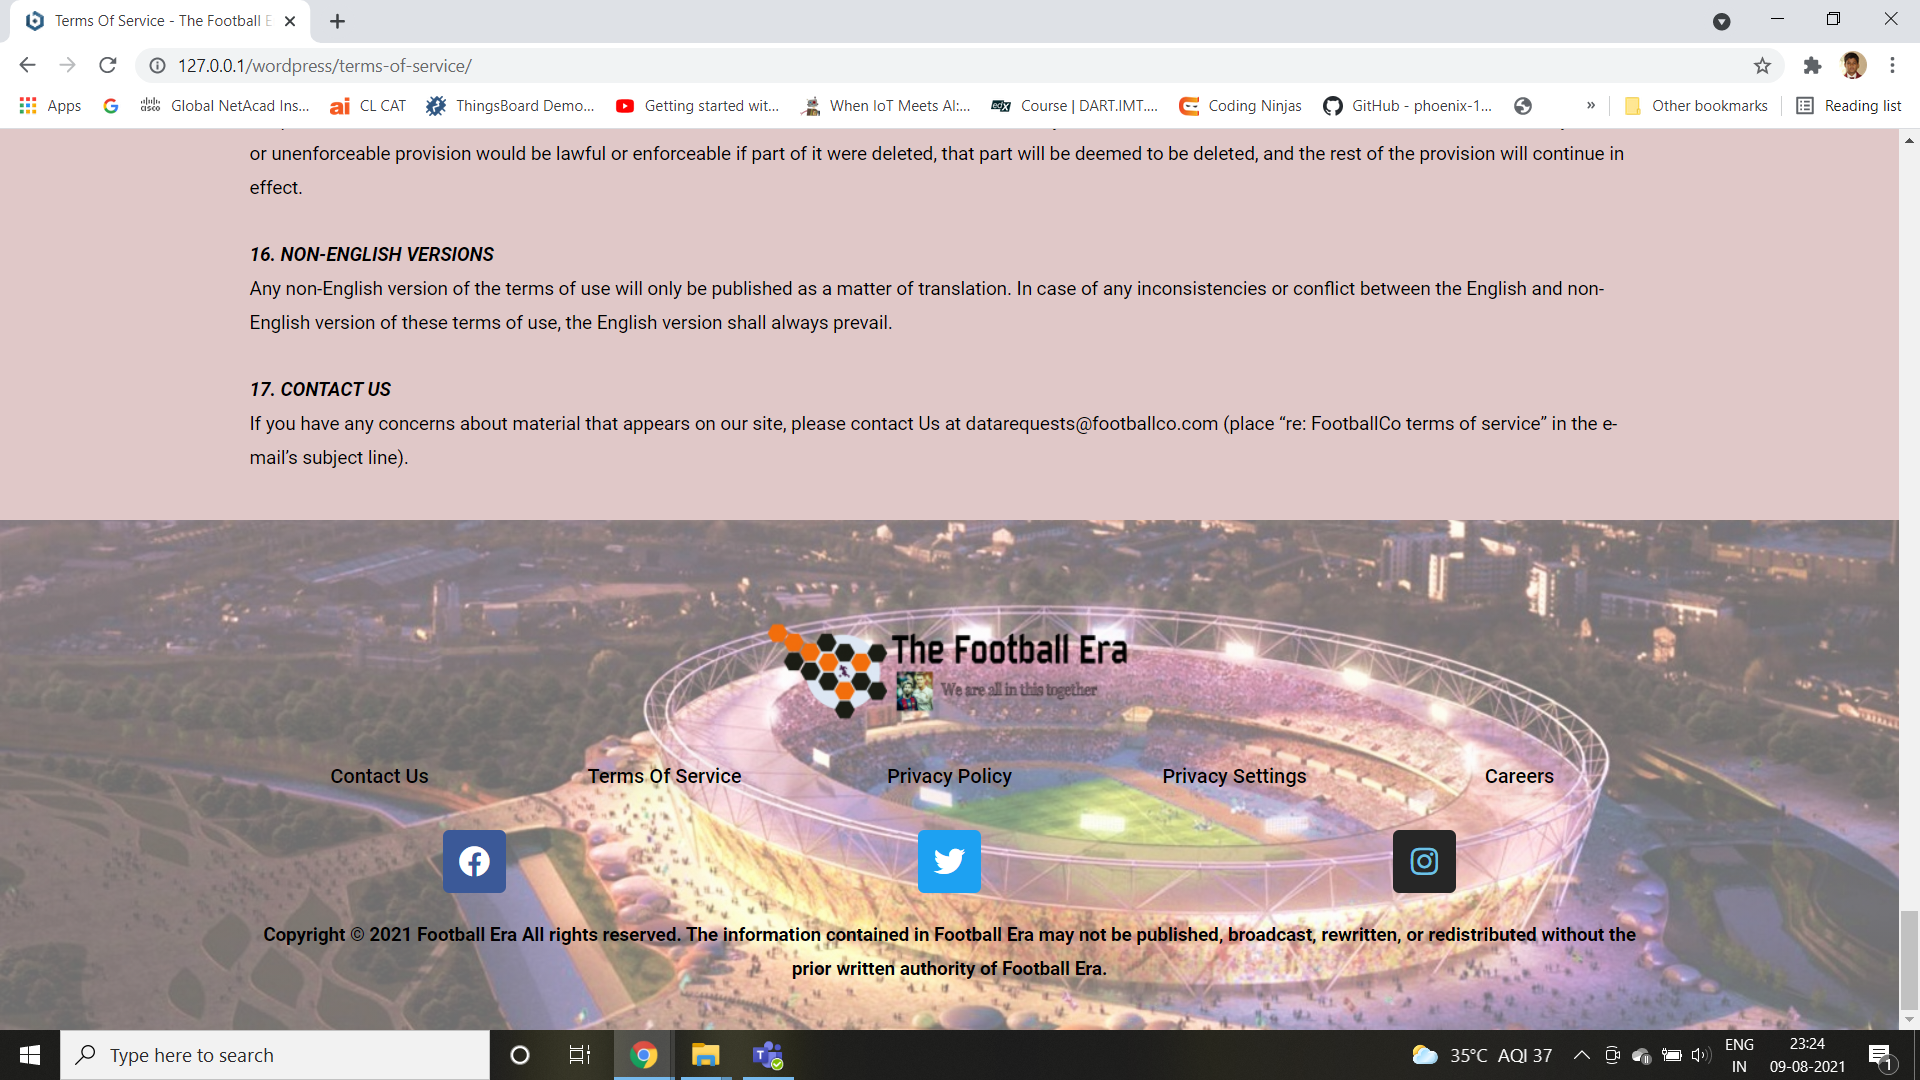 Terms Of Service - The Football E
127.0.0.1/wordpress/terms-of-service/
Apps
Global NetAcad Ins...
CL CAT
ThingsBoard Demo...
Getting started wit...
When IoT Meets AI:...
Course | DART.IMT....
Coding Ninjas
GitHub - phoenix-1...
»
Other bookmarks
Reading list
or unenforceable provision would be lawful or enforceable if part of it were deleted, that part will be deemed to be deleted, and the rest of the provision will continue in
effect.
16. NON-ENGLISH VERSIONS
Any non-English version of the terms of use will only be published as a matter of translation. In case of any inconsistencies or conflict between the English and non-
English version of these terms of use, the English version shall always prevail.
17. CONTACT US
If you have any concerns about material that appears on our site, please contact Us at datarequests@footballco.com (place “re: FootballCo terms of service” in the e-
mail’s subject line).
The Football Era
We are all in this together
Contact Us
Terms Of Service
Privacy Policy
Privacy Settings
Careers
Copyright © 2021 Football Era All rights reserved. The information contained in Football Era may not be published, broadcast, rewritten, or redistributed without the
prior written authority of Football Era.
Type here to search
35°C AQI 37
ENG
IN
23:24
09-08-2021
1